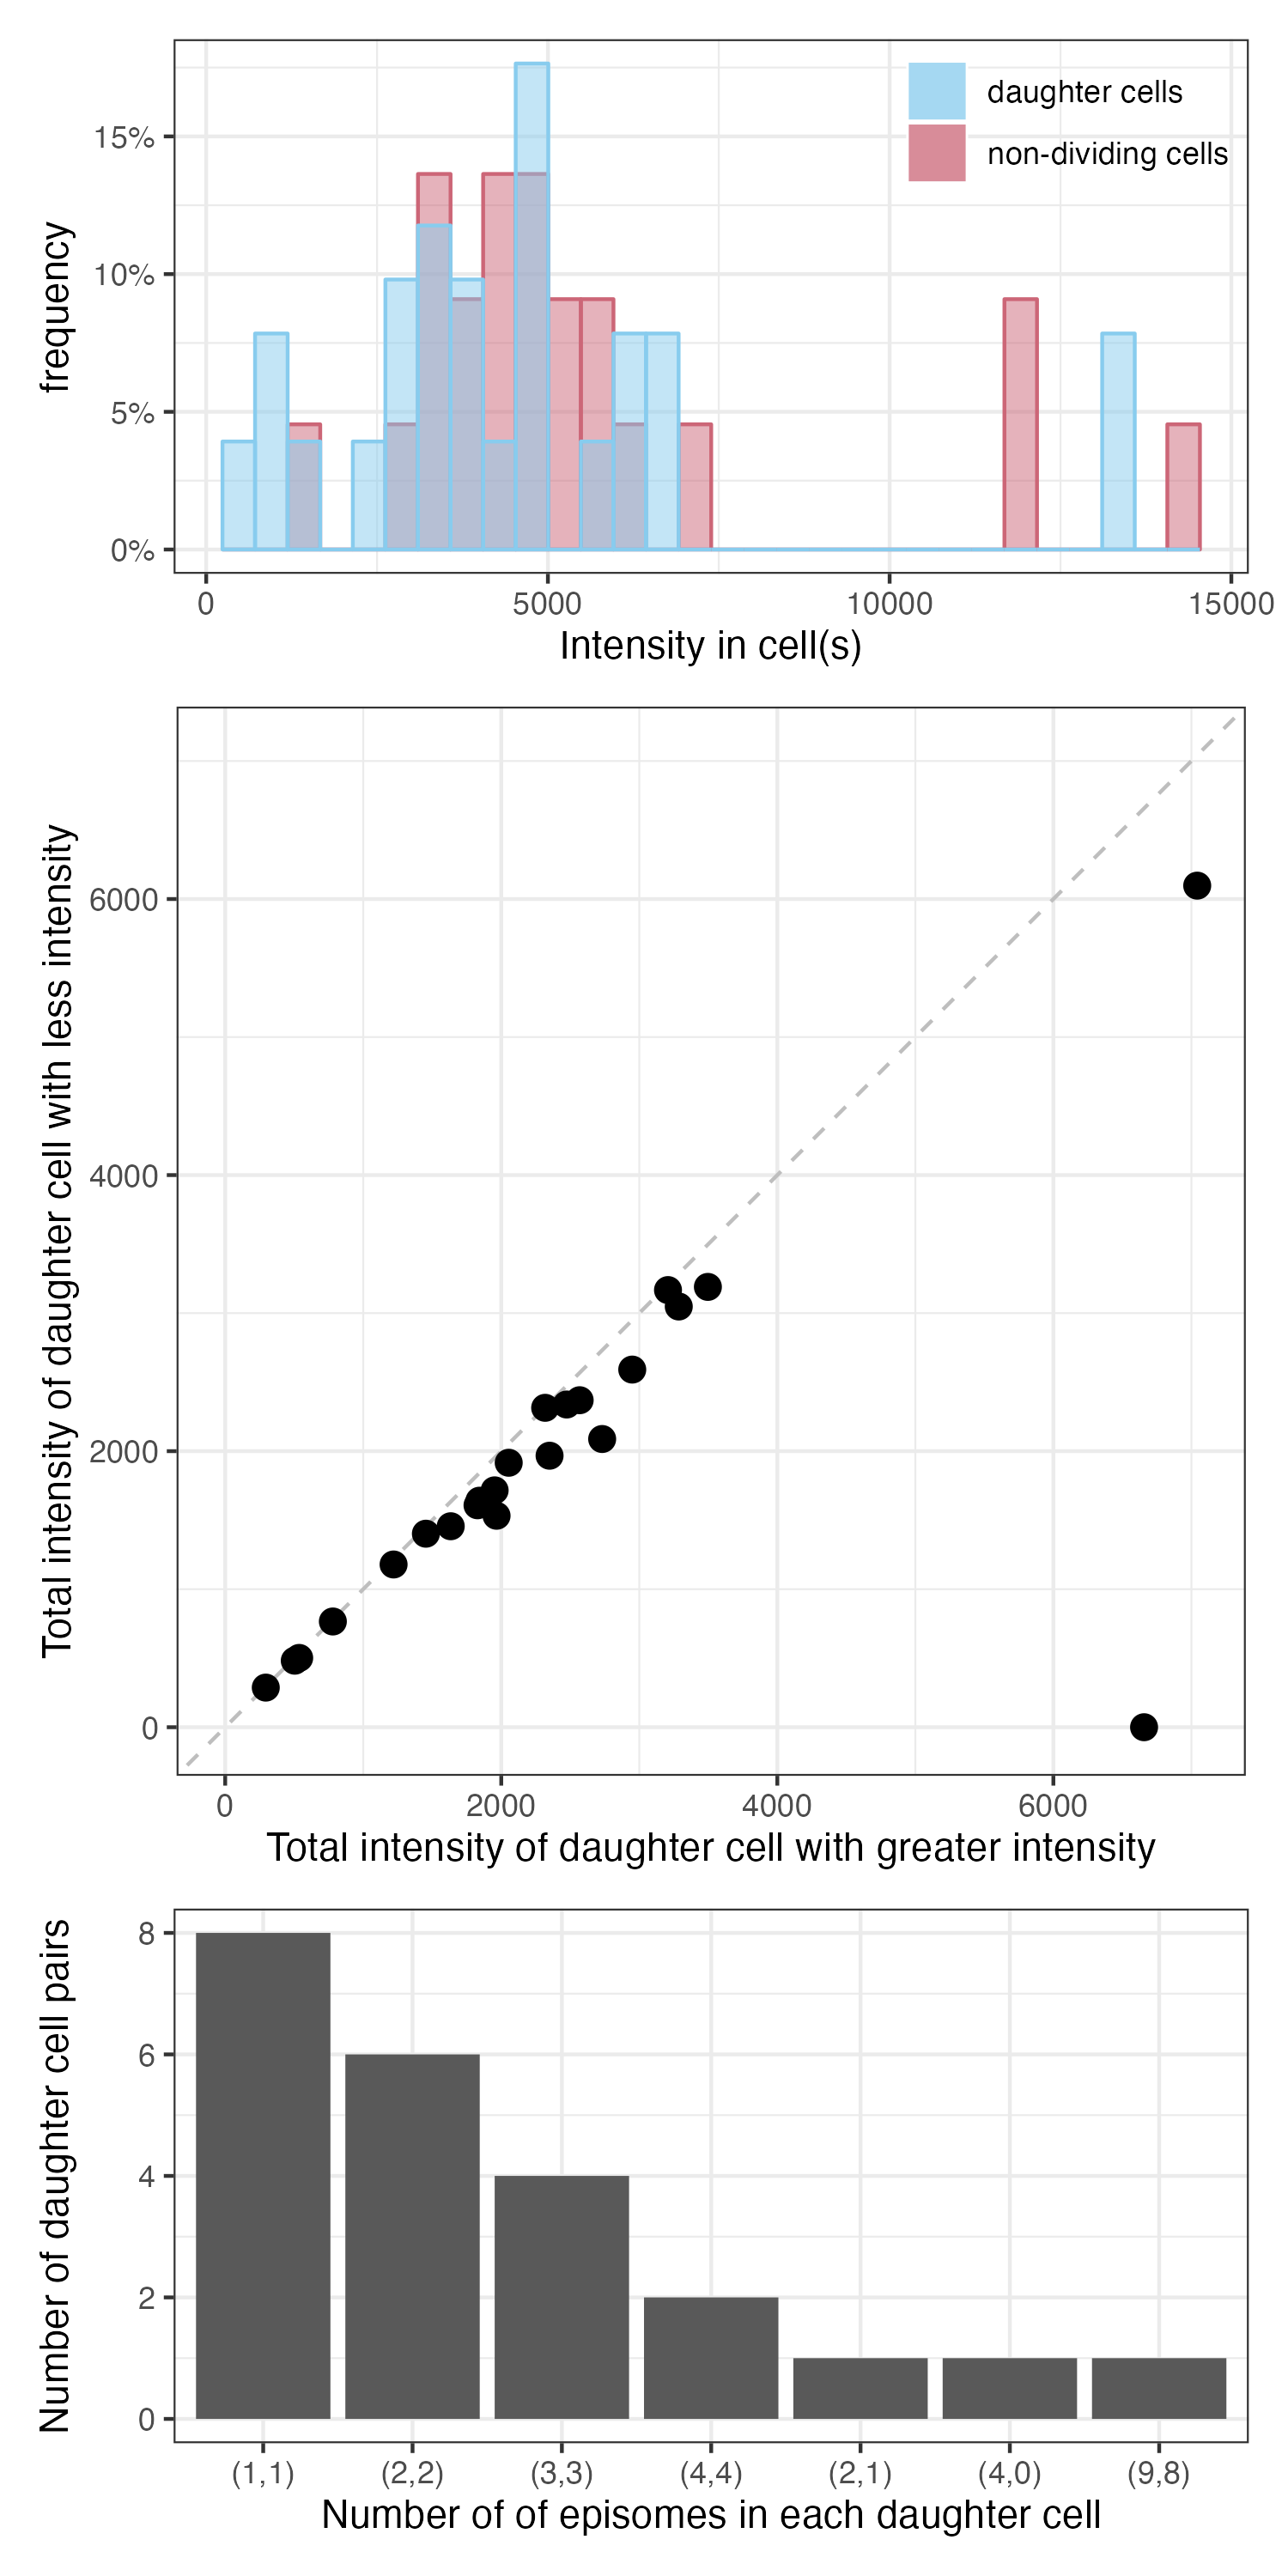 daughter cells
non-dividing cells
frequency
15%
10%
5%
0%
0 5000 10000 15000
Intensity in cell(s)
Total intensity of daughter cell with less intensity
6000
4000
2000
0
0 2000 4000 6000
Total intensity of daughter cell with greater intensity
Number of daughter cell pairs
8
6
4
2
0
(1,1) (2,2) (3,3) (4,4) (2,1) (4,0) (9,8)
Number of of episomes in each daughter cell